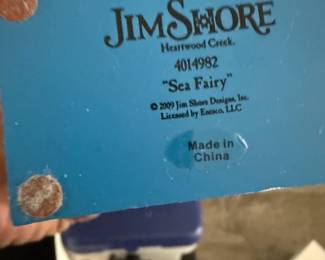 JIM SHORE
Heartwood Creek.
4014982
"Sea Fairy"
© 2009 Jim Shore Designs, Inc.
Licensed by Enesco, LLC
Made in
China